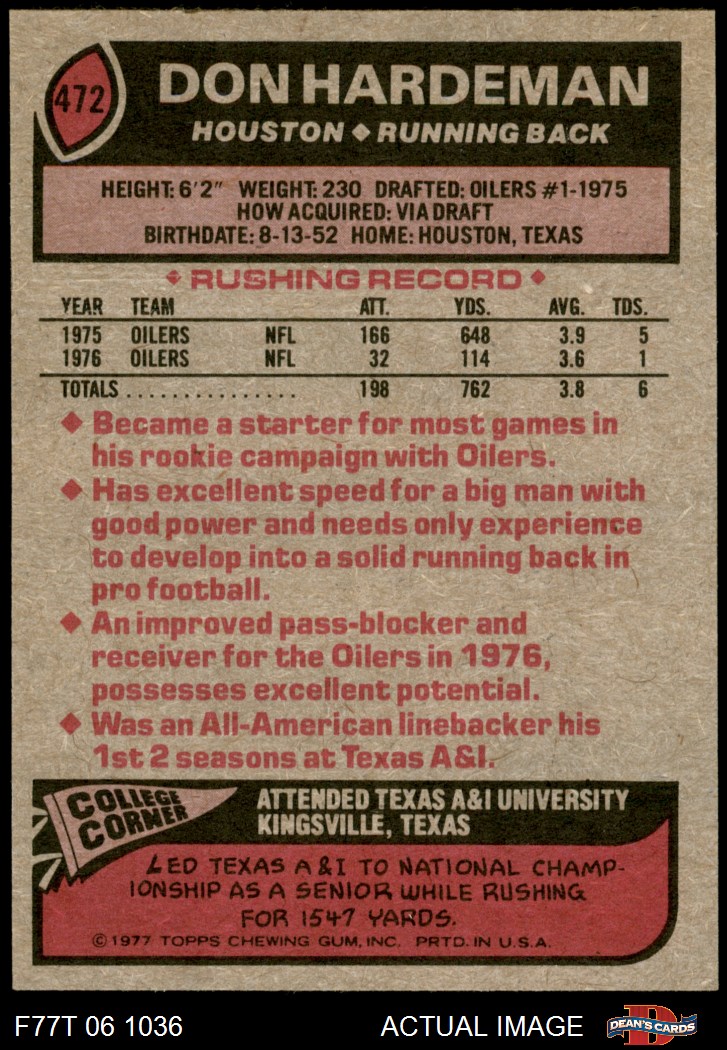 472
DON HARDEMAN
HOUSTON ◆ RUNNING BACK
HEIGHT: 6'2" WEIGHT: 230 DRAFTED: OILERS #1-1975
HOW ACQUIRED: VIA DRAFT
BIRTHDATE: 8-13-52 HOME: HOUSTON, TEXAS
◆ RUSHING RECORD ◆
YEAR TEAM ATT. YDS. AVG. TDS.
1975 OILERS NFL 166 648 3.9 5
1976 OILERS NFL 32 114 3.6 1
TOTALS ................ 198 762 3.8 6
◆ Became a starter for most games in
his rookie campaign with Oilers.
◆ Has excellent speed for a big man with
good power and needs only experience
to develop into a solid running back in
pro football.
◆ An improved pass-blocker and
receiver for the Oilers in 1976,
possesses excellent potential.
◆ Was an All-American linebacker his
1st 2 seasons at Texas A&I.
COLLEGE
CORNER
ATTENDED TEXAS A&I UNIVERSITY
KINGSVILLE, TEXAS
LED TEXAS A & I TO NATIONAL CHAMP-
IONSHIP AS A SENIOR WHILE RUSHING
FOR 1547 YARDS.
© 1977 TOPPS CHEWING GUM, INC. PRTD. IN U.S.A.
F77T 06 1036 ACTUAL IMAGE
D
DEAN'S CARDS